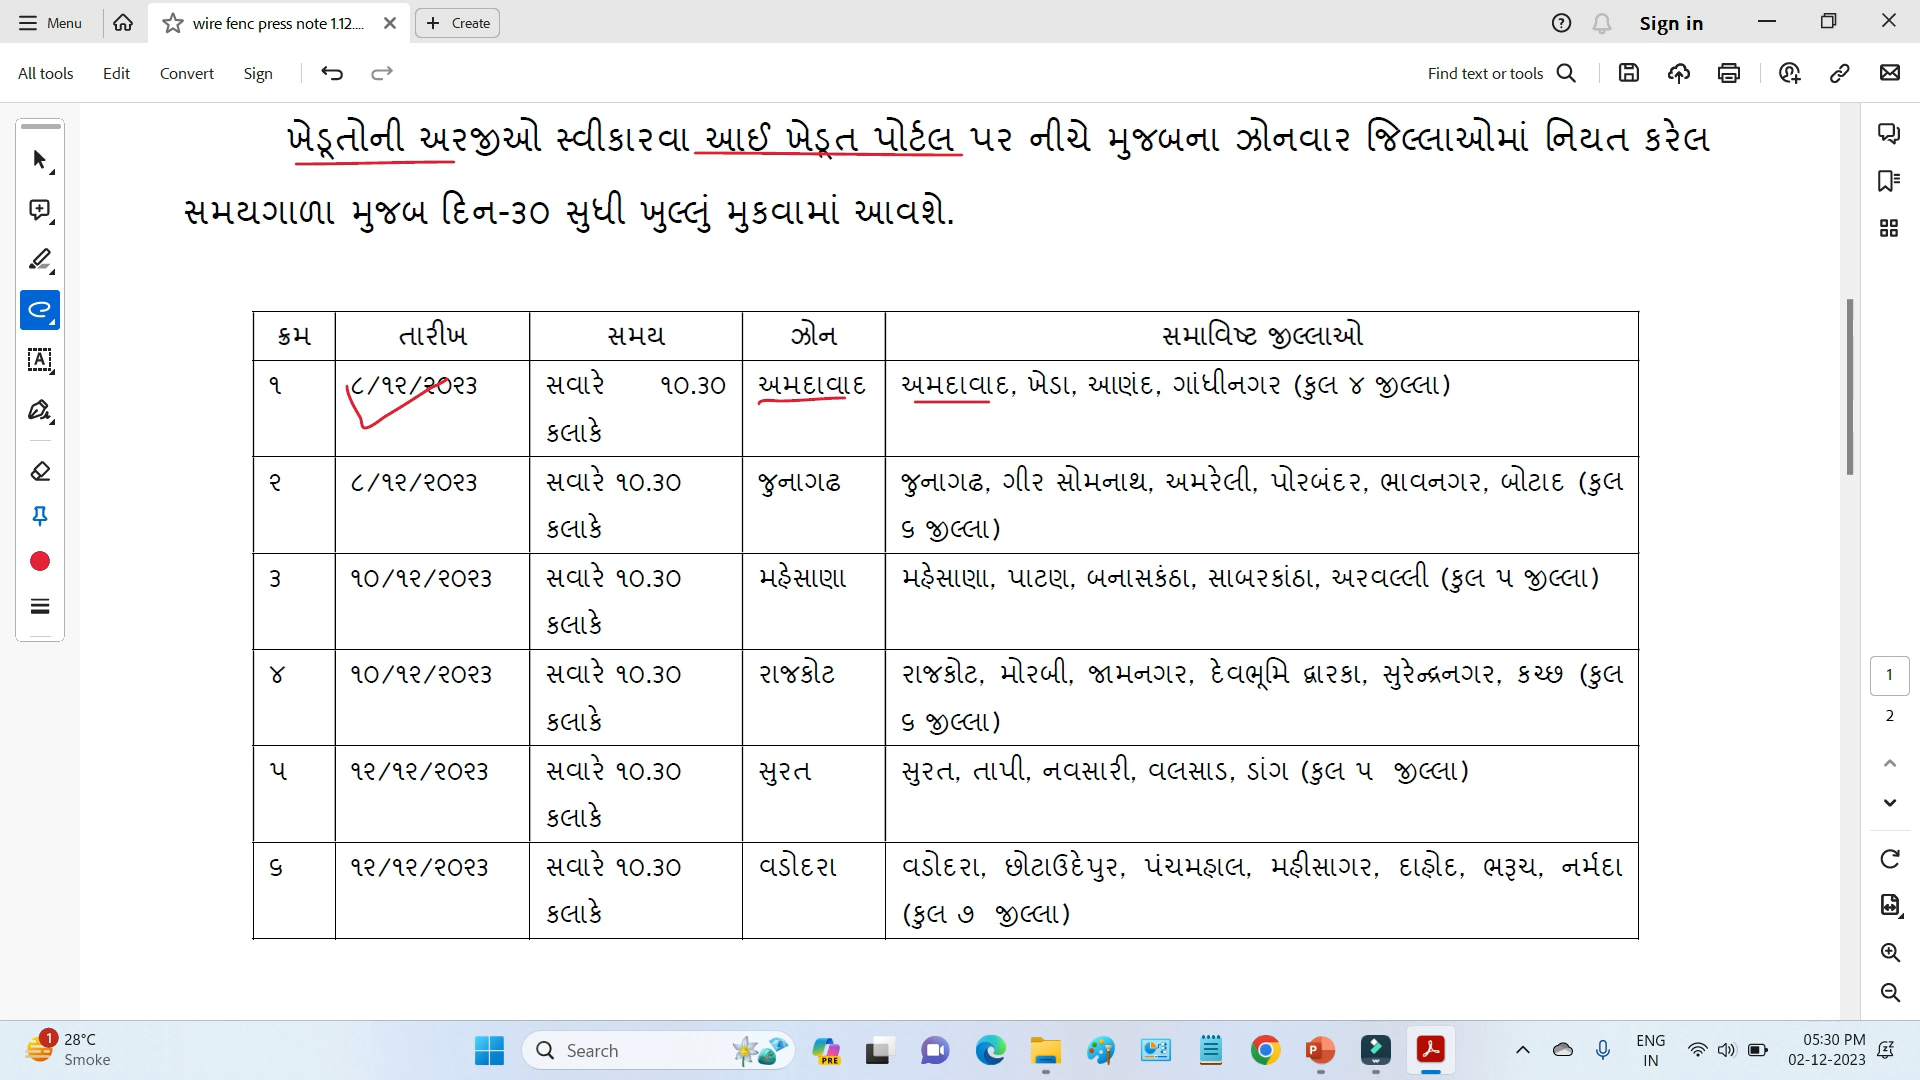 Menu
wire fenc press note 1.12....
Create
Sign in
All tools
Edit
Convert
Sign
Find text or tools
ખેડૂતોની અરજીઓ સ્વીકારવા આઈ ખેડૂત પોર્ટલ પર નીચે મુજબના ઝોનવાર જિલ્લાઓમાં નિયત કરેલ
સમયગાળા મુજબ દિન-૩૦ સુધી ખુલ્લું મુકવામાં આવશે.
ક્રમ તારીખ સમય ઝોન સમાવિષ્ટ જીલ્લાઓ
૧ ૮/૧૨/૨૦૨૩ સવારે ૧૦.30 કલાકે અમદાવાદ અમદાવાદ, ખેડા, આણંદ, ગાંધીનગર (કુલ ૪ જીલ્લા)
૨ ૮/૧૨/૨૦૨૩ સવારે ૧૦.30 કલાકે જુનાગઢ જુનાગઢ, ગીર સોમનાથ, અમરેલી, પોરબંદર, ભાવનગર, બોટાદ (કુલ ૬ જીલ્લા)
૩ ૧૦/૧૨/૨૦૨૩ સવારે ૧૦.30 કલાકે મહેસાણા મહેસાણા, પાટણ, બનાસકંઠા, સાબરકાંઠા, અરવલ્લી (કુલ ૫ જીલ્લા)
૪ ૧૦/૧૨/૨૦૨૩ સવારે ૧૦.30 કલાકે રાજકોટ રાજકોટ, મોરબી, જામનગર, દેવભૂમિ દ્વારકા, સુરેન્દ્રનગર, કચ્છ (કુલ ૬ જીલ્લા)
૫ ૧૨/૧૨/૨૦૨૩ સવારે ૧૦.30 કલાકે સુરત સુરત, તાપી, નવસારી, વલસાડ, ડાંગ (કુલ ૫ જીલ્લા)
૬ ૧૨/૧૨/૨૦૨૩ સવારે ૧૦.30 કલાકે વડોદરા વડોદરા, છોટાઉદેપુર, પંચમહાલ, મહીસાગર, દાહોદ, ભરૂચ, નર્મદા (કુલ ૭ જીલ્લા)
1
2
1
28°C
Smoke
Search
PRE
ENG
IN
05:30 PM
02-12-2023